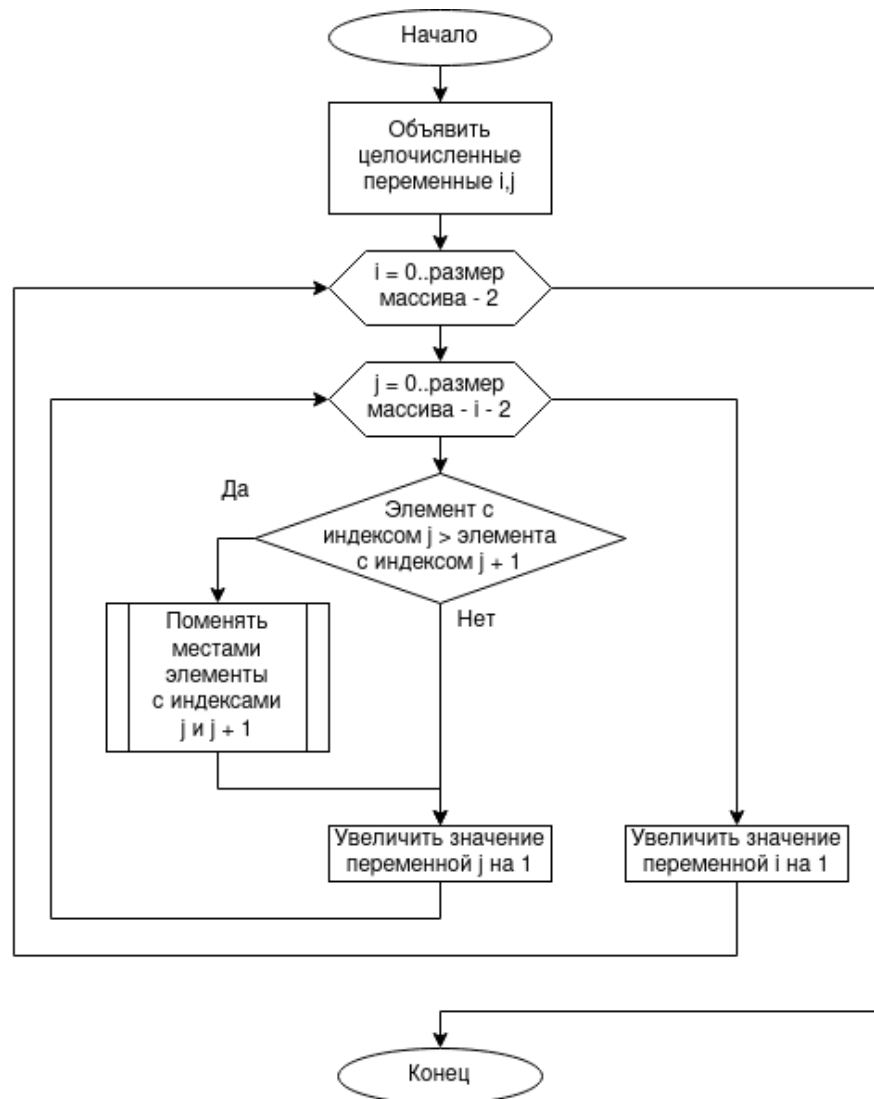 Начало
Объявить
целочисленные
переменные i,j
i = 0..размер
массива - 2
j = 0..размер
массива - i - 2
Да
Элемент с
индексом j > элемента
с индексом j + 1
Нет
Поменять
местами
элементы
с индексами
j и j + 1
Увеличить значение
переменной j на 1
Увеличить значение
переменной i на 1
Конец